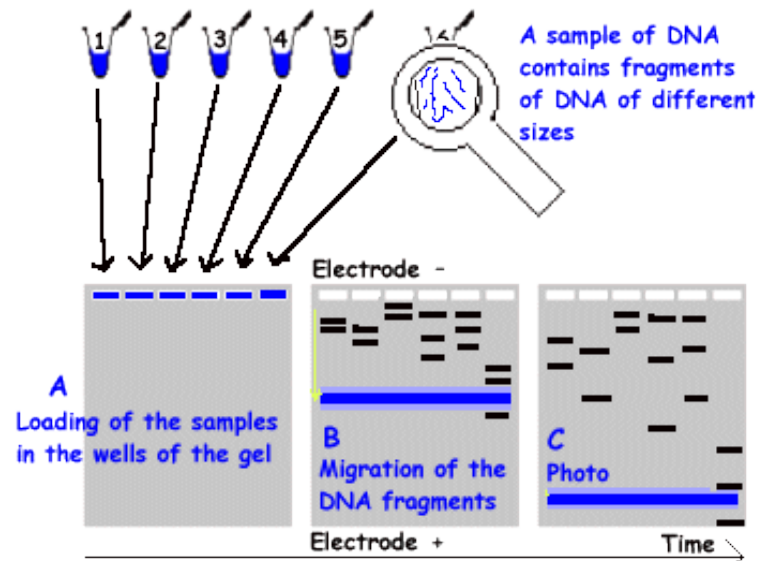 1 2 3 4 5
A sample of DNA
contains fragments
of DNA of different
sizes
Electrode -
A
Loading of the samples
in the wells of the gel
B
Migration of the
DNA fragments
C
Photo
Electrode +
Time